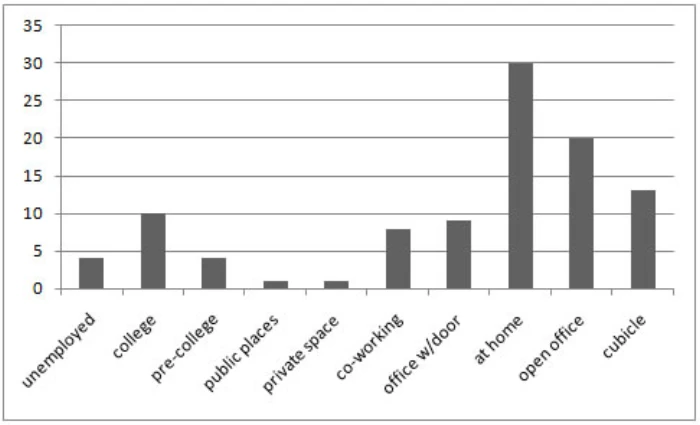 35
30
25
20
15
10
5
0
unemployed
college
pre-college
public places
private space
co-working
office w/door
at home
open office
cubicle